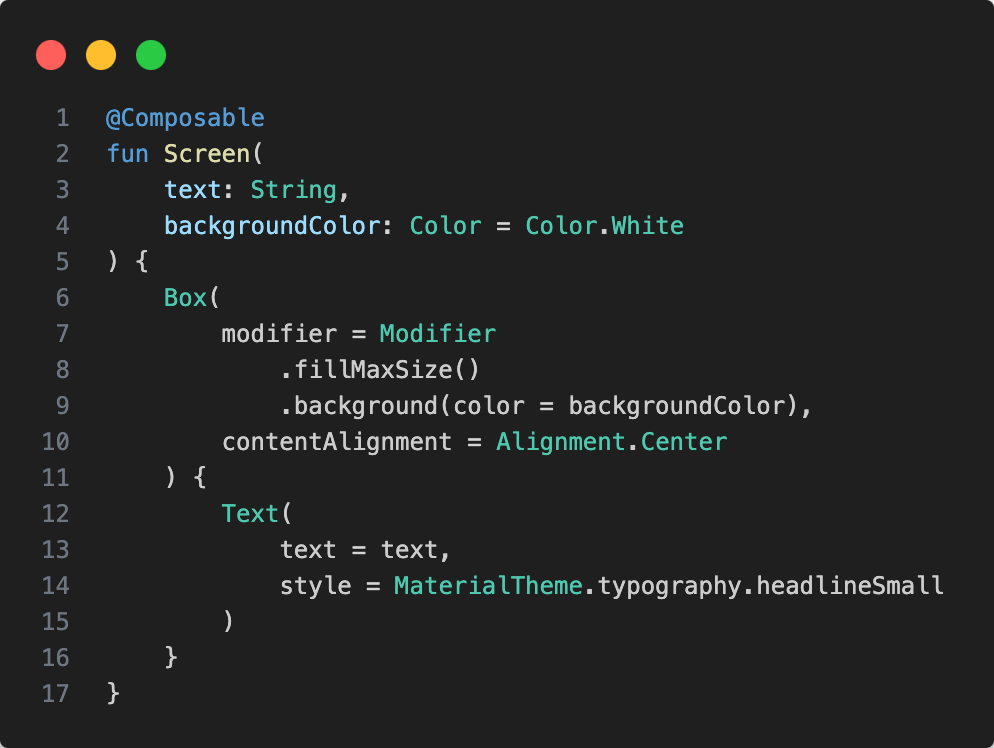 1 @Composable
2 fun Screen(
3     text: String,
4     backgroundColor: Color = Color.White
5 ) {
6     Box(
7         modifier = Modifier
8             .fillMaxSize()
9             .background(color = backgroundColor),
10         contentAlignment = Alignment.Center
11     ) {
12         Text(
13             text = text,
14             style = MaterialTheme.typography.headlineSmall
15         )
16     }
17 }